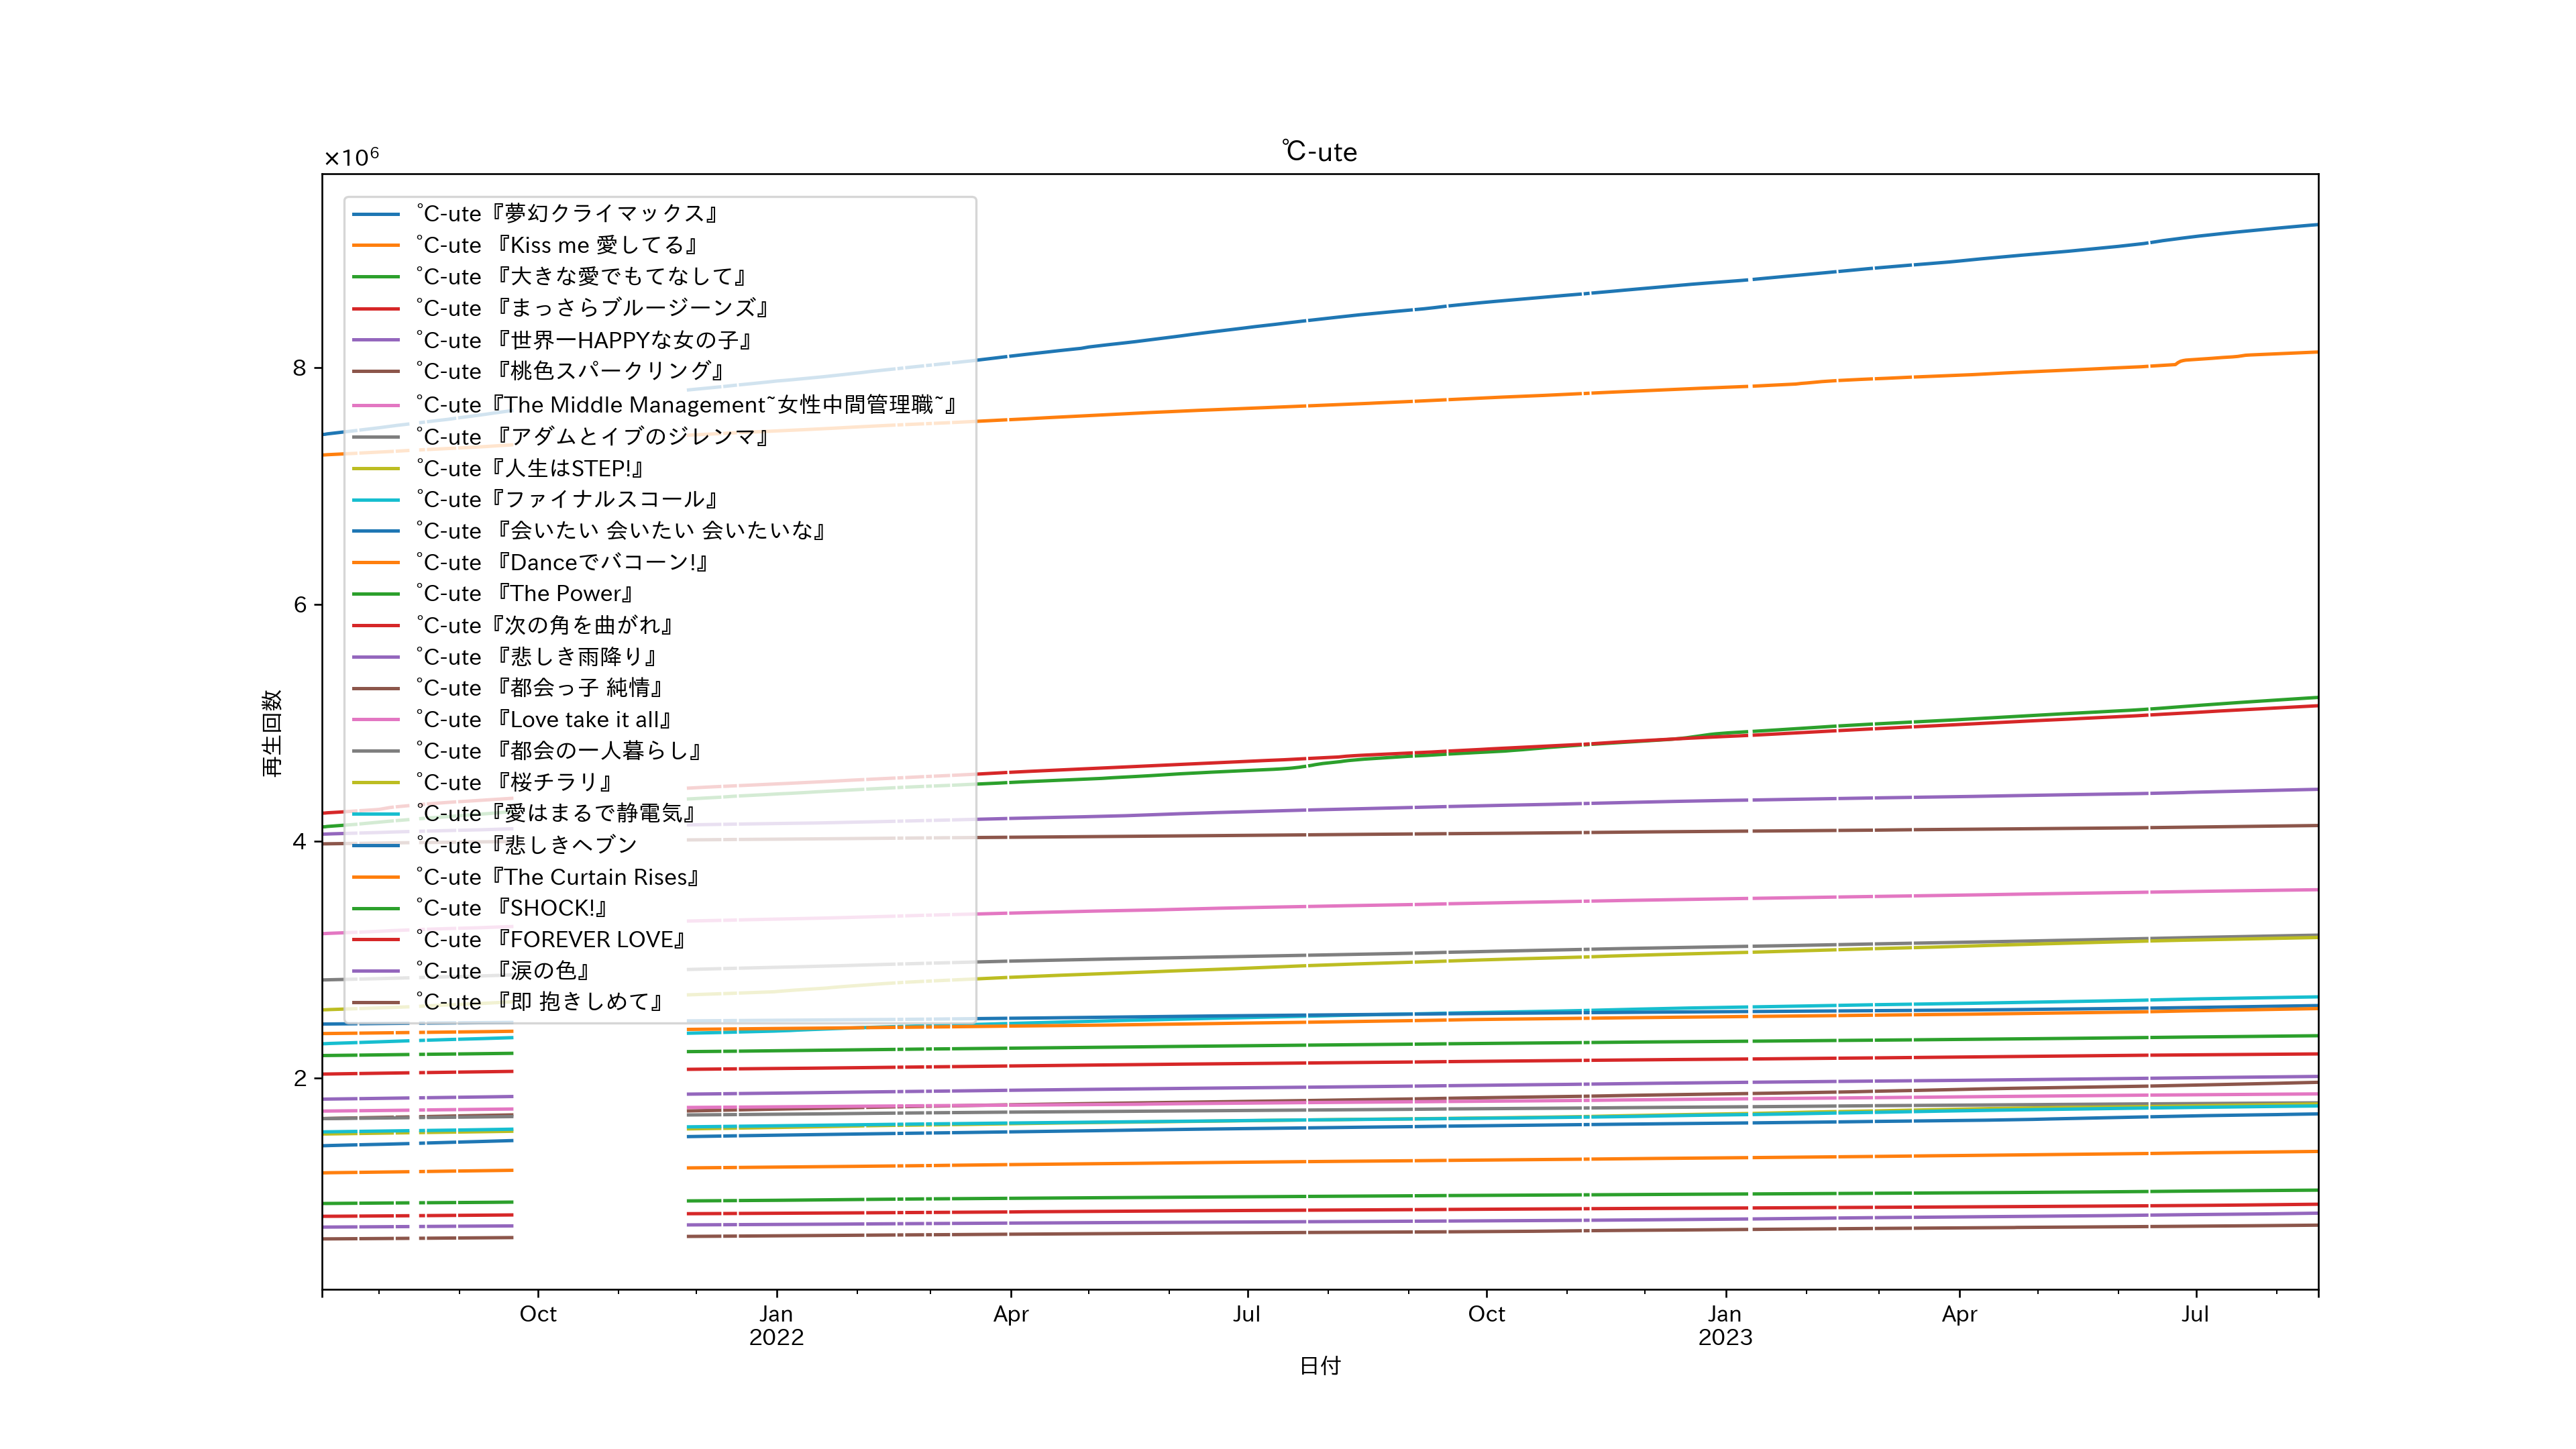 ℃-ute
×10⁶
°C-ute『夢幻クライマックス』
°C-ute 『Kiss me 愛してる』
°C-ute 『大きな愛でもてなして』
°C-ute 『まっさらブルージーンズ』
°C-ute 『世界一HAPPYな女の子』
°C-ute 『桃色スパークリング』
°C-ute『The Middle Management~女性中間管理職~』
°C-ute 『アダムとイブのジレンマ』
°C-ute『人生はSTEP!』
°C-ute『ファイナルスコール』
°C-ute 『会いたい 会いたい 会いたいな』
°C-ute 『Danceでバコーン!』
°C-ute 『The Power』
°C-ute『次の角を曲がれ』
°C-ute 『悲しき雨降り』
°C-ute 『都会っ子 純情』
°C-ute 『Love take it all』
°C-ute 『都会の一人暮らし』
°C-ute 『桜チラリ』
°C-ute『愛はまるで静電気』
°C-ute『悲しきヘブン
°C-ute『The Curtain Rises』
°C-ute 『SHOCK!』
°C-ute 『FOREVER LOVE』
°C-ute 『涙の色』
°C-ute 『即 抱きしめて』
8
6
4
2
再生回数
Oct
Jan
2022
Apr
Jul
Oct
Jan
2023
Apr
Jul
日付